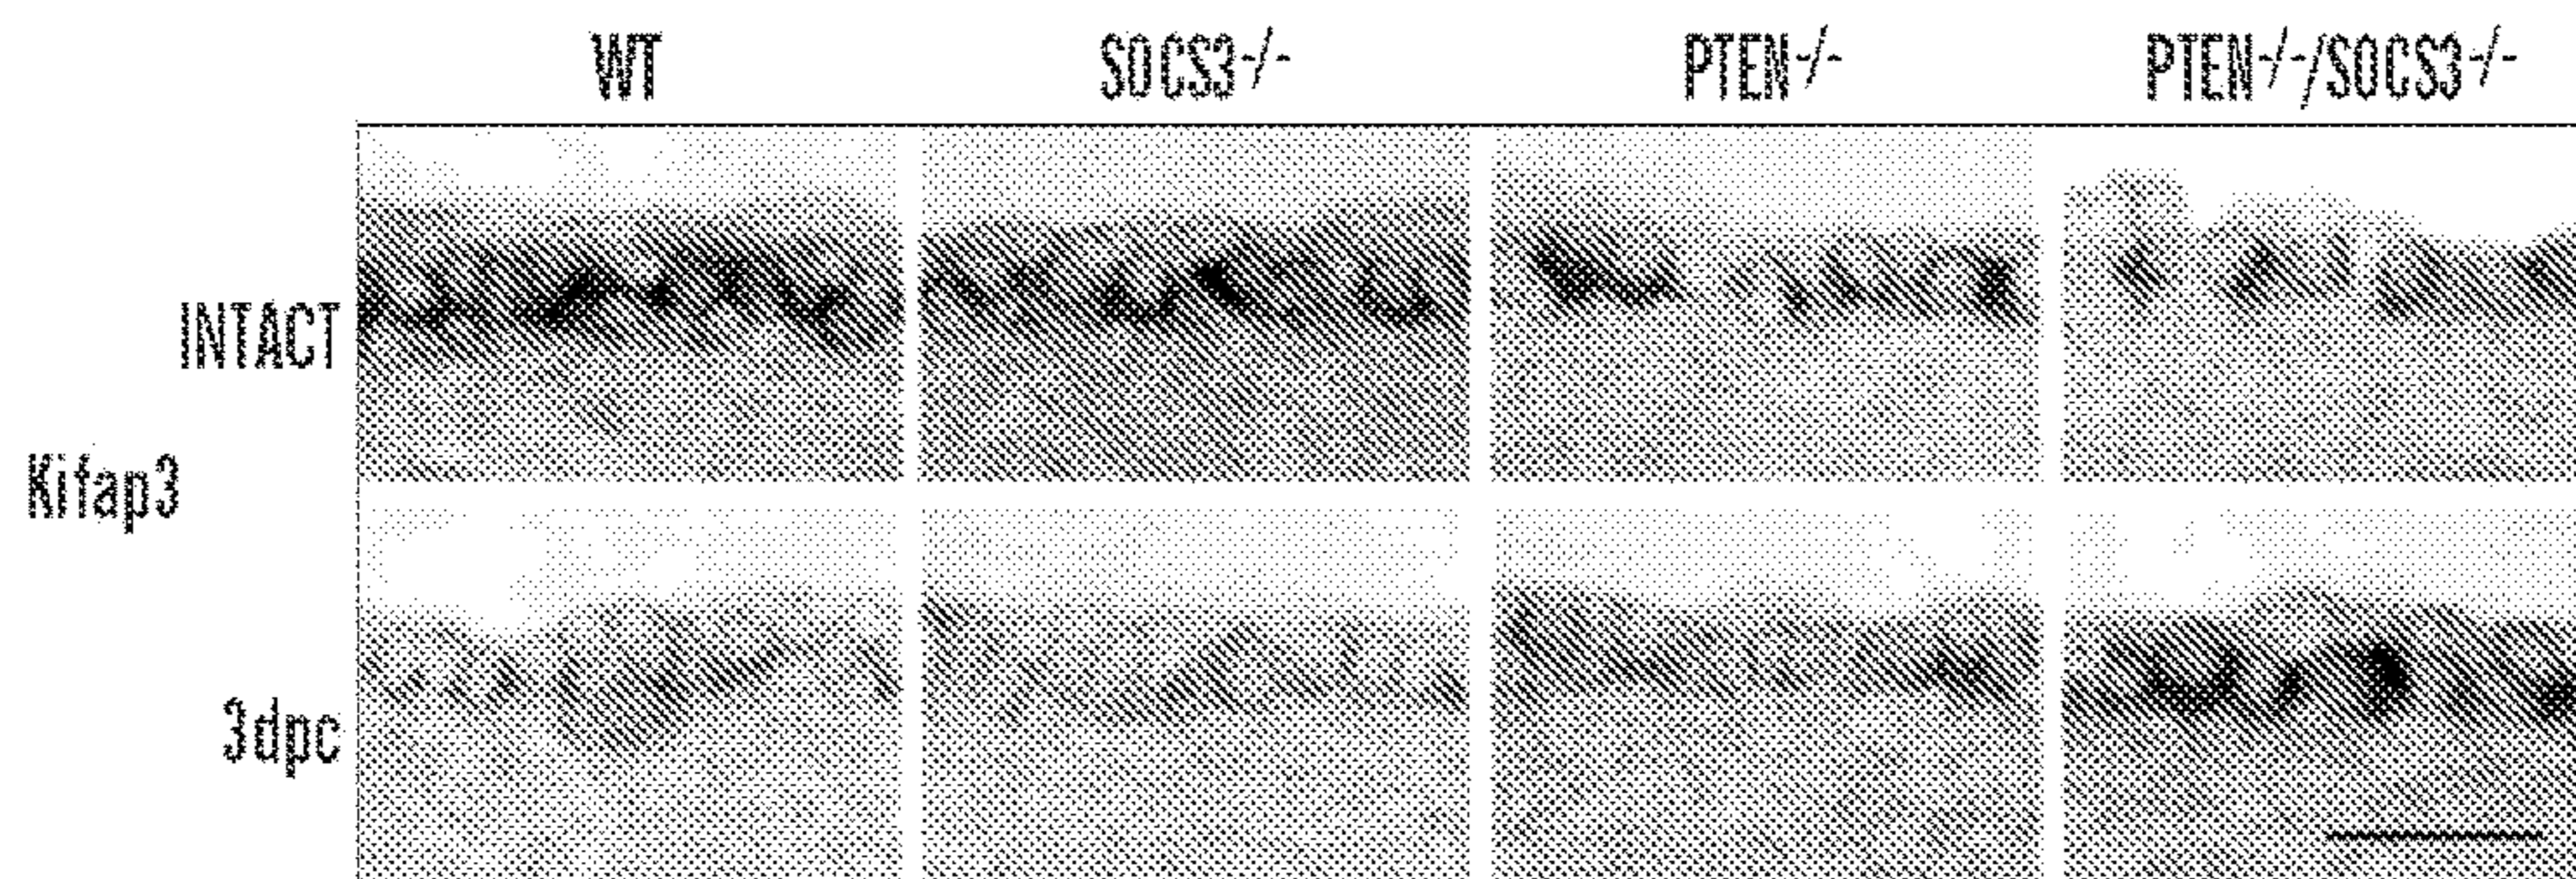 WT SOCS3-/- PTEN-/- PTEN-/-/SOCS3-/-
INTACT
Kifap3
3dpc